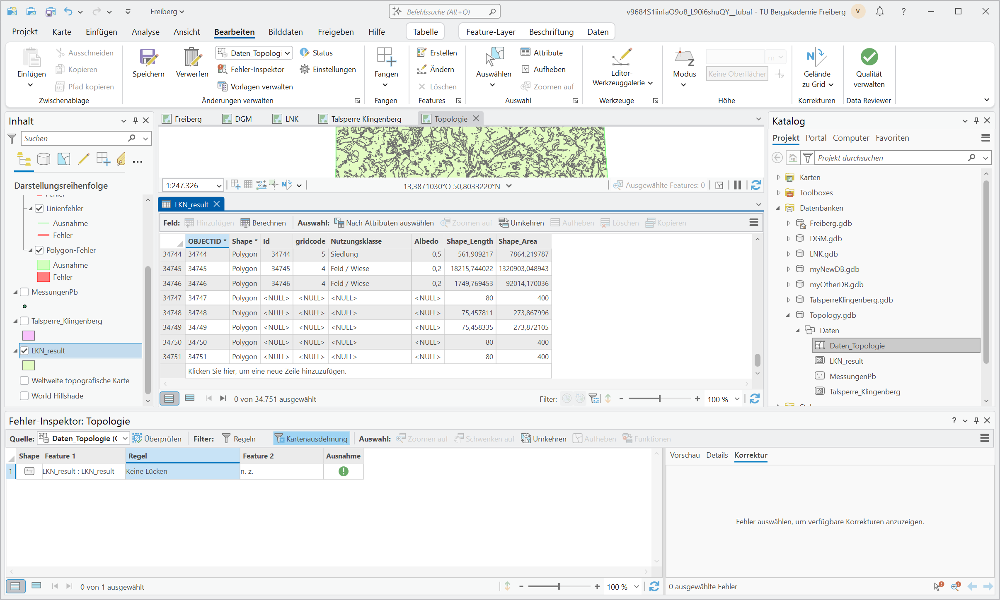 Freiberg
Befehlssuche (Alt+Q)
v9684S1iinfaO9o8_L90i6shuQY__tubaf - TU Bergakademie Freiberg
V
?
Projekt
Karte
Einfügen
Analyse
Ansicht
Bearbeiten
Bilddaten
Freigeben
Hilfe
Tabelle
Feature-Layer
Beschriftung
Daten
Einfügen
Ausschneiden
Kopieren
Pfad kopieren
Zwischenablage
Speichern
Verwerfen
Daten_Topologi
Fehler-Inspektor
Vorlagen verwalten
Status
Einstellungen
Änderungen verwalten
Fangen
Fangen
Erstellen
Ändern
Löschen
Features
Auswählen
Attribute
Aufheben
Zoomen auf
Auswahl
Editor-
Werkzeuggalerie
Werkzeuge
Modus
m
Keine Oberflächer
Höhe
Gelände
zu Grid
Korrekturen
Qualität
verwalten
Data Reviewer
Inhalt
Suchen
Darstellungsreihenfolge
Fehler
Linienfehler
Ausnahme
Fehler
Polygon-Fehler
Ausnahme
Fehler
MessungenPb
Talsperre_Klingenberg
LKN_result
Weltweite topografische Karte
World Hillshade
Freiberg
DGM
LNK
Talsperre Klingenberg
Topologie
1:247.326
13,3871030°O 50,8033220°N
Ausgewählte Features: 0
LKN_result
Feld:
Hinzufügen
Berechnen
Auswahl:
Nach Attributen auswählen
Zoomen auf
Umkehren
Aufheben
Löschen
Kopieren
OBJECTID * Shape * Id gridcode Nutzungsklasse Albedo Shape_Length Shape_Area
34744 34744 Polygon 34744 5 Siedlung 0,5 561,909217 7864,219787
34745 34745 Polygon 34745 4 Feld / Wiese 0,2 18215,744022 1320903,048943
34746 34746 Polygon 34746 4 Feld / Wiese 0,2 1749,769453 92014,170036
34747 34747 Polygon <NULL> <NULL> <NULL> <NULL> 80 400
34748 34748 Polygon <NULL> <NULL> <NULL> <NULL> 75,457811 273,867996
34749 34749 Polygon <NULL> <NULL> <NULL> <NULL> 75,458335 273,872105
34750 34750 Polygon <NULL> <NULL> <NULL> <NULL> 80 400
34751 34751 Polygon <NULL> <NULL> <NULL> <NULL> 80 400
Klicken Sie hier, um eine neue Zeile hinzuzufügen.
0 von 34.751 ausgewählt
Filter:
100 %
Katalog
Projekt
Portal
Computer
Favoriten
Projekt durchsuchen
Karten
Toolboxes
Datenbanken
Freiberg.gdb
DGM.gdb
LNK.gdb
myNewDB.gdb
myOtherDB.gdb
TalsperreKlingenberg.gdb
Topology.gdb
Daten
Daten_Topologie
LKN_result
MessungenPb
Talsperre_Klingenberg
Fehler-Inspektor: Topologie
?
Quelle:
Daten_Topologie (
Überprüfen
Filter:
Regeln
Kartenausdehnung
Auswahl:
Zoomen auf
Schwenken auf
Umkehren
Aufheben
Funktionen
Shape Feature 1 Regel Feature 2 Ausnahme
1 LKN_result : LKN_result Keine Lücken n. z.
0 von 1 ausgewählt
100 %
Vorschau
Details
Korrektur
Fehler auswählen, um verfügbare Korrekturen anzuzeigen.
0 ausgewählte Fehler